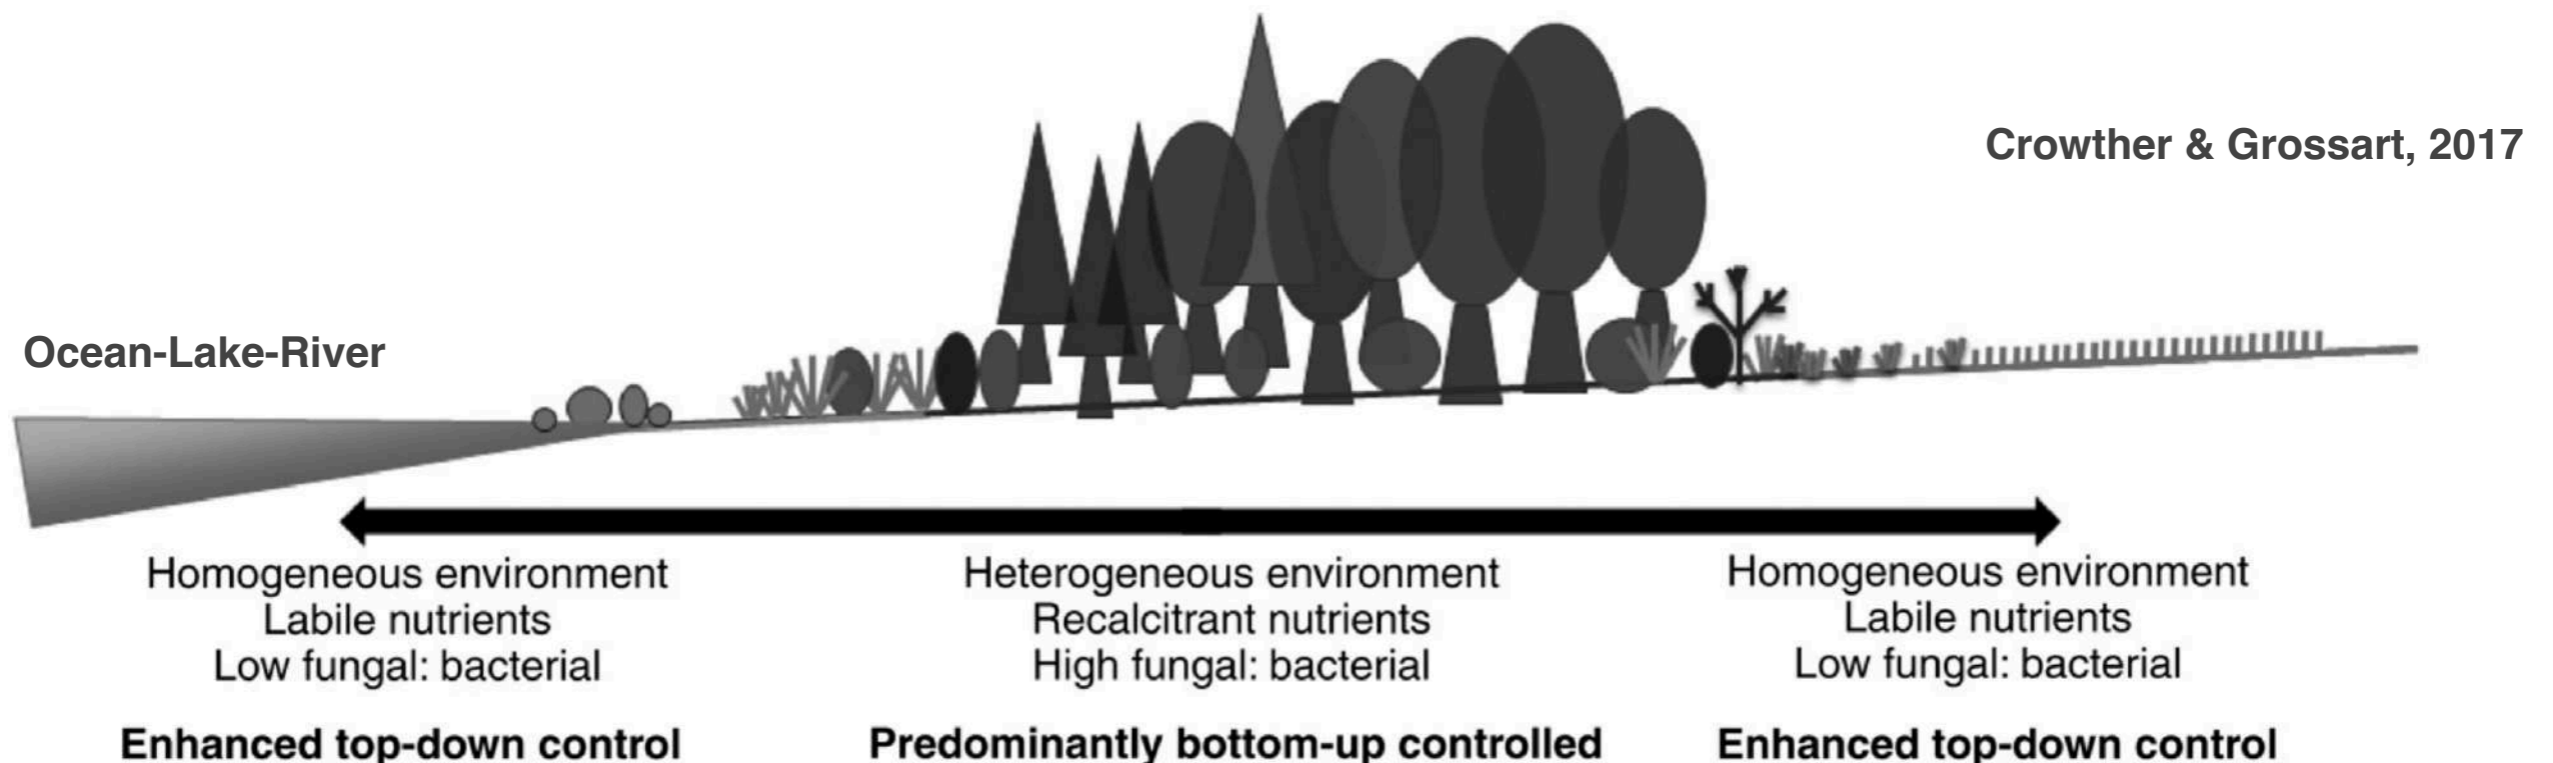 Crowther & Grossart, 2017
Ocean-Lake-River
Homogeneous environment
Labile nutrients
Low fungal: bacterial
Enhanced top-down control
Heterogeneous environment
Recalcitrant nutrients
High fungal: bacterial
Predominantly bottom-up controlled
Homogeneous environment
Labile nutrients
Low fungal: bacterial
Enhanced top-down control